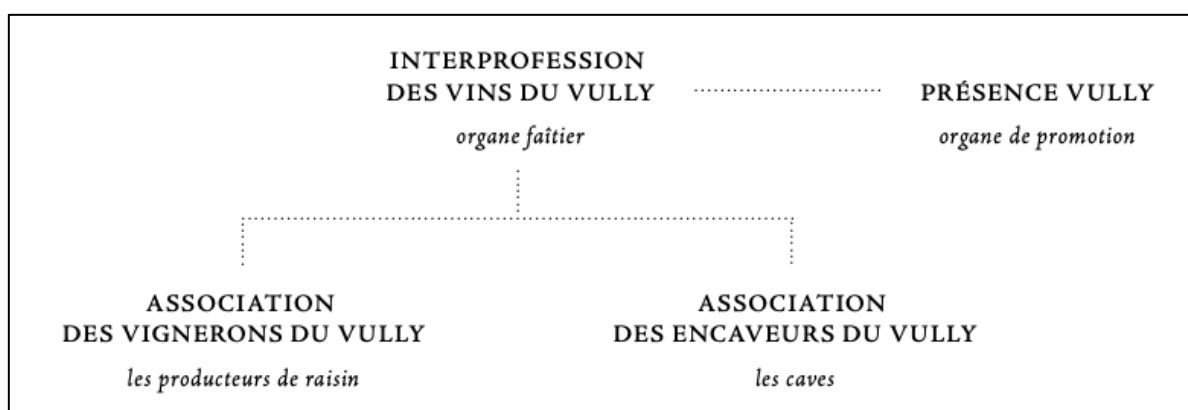 INTERPROFESSION
DES VINS DU VULLY
organe faîtier
PRÉSENCE VULLY
organe de promotion
ASSOCIATION
DES VIGNERONS DU VULLY
les producteurs de raisin
ASSOCIATION
DES ENCAVEURS DU VULLY
les caves